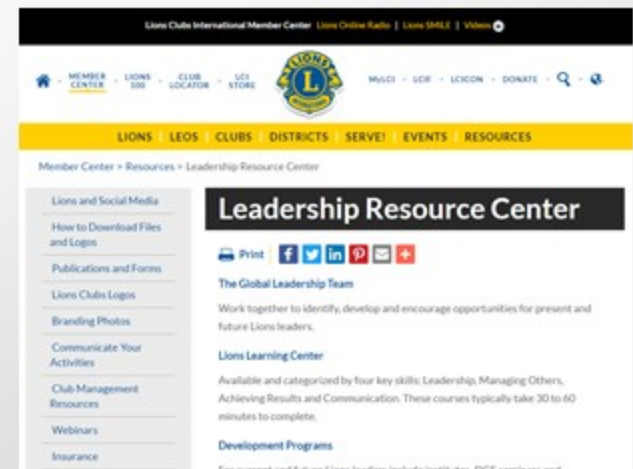 Lions Clubs International Member Center Lions Online Radio | Lions SMILE | Videos
MEMBER CENTER · LIONS 100 · CLUB LOCATOR · LCI STORE
LIONS
L
INTERNATIONAL
MyLCI · LCIF · LCICON · DONATE
LIONS | LEOS | CLUBS | DISTRICTS | SERVE! | EVENTS | RESOURCES
Member Center > Resources > Leadership Resource Center
Lions and Social Media
How to Download Files
and Logos
Publications and Forms
Lions Clubs Logos
Branding Photos
Communicate Your
Activities
Club Management
Resources
Webinars
Insurance
Leadership Resource Center
Print
The Global Leadership Team
Work together to identify, develop and encourage opportunities for present and
future Lions leaders.
Lions Learning Center
Available and categorized by four key skills: Leadership, Managing Others,
Achieving Results and Communication. These courses typically take 30 to 60
minutes to complete.
Development Programs